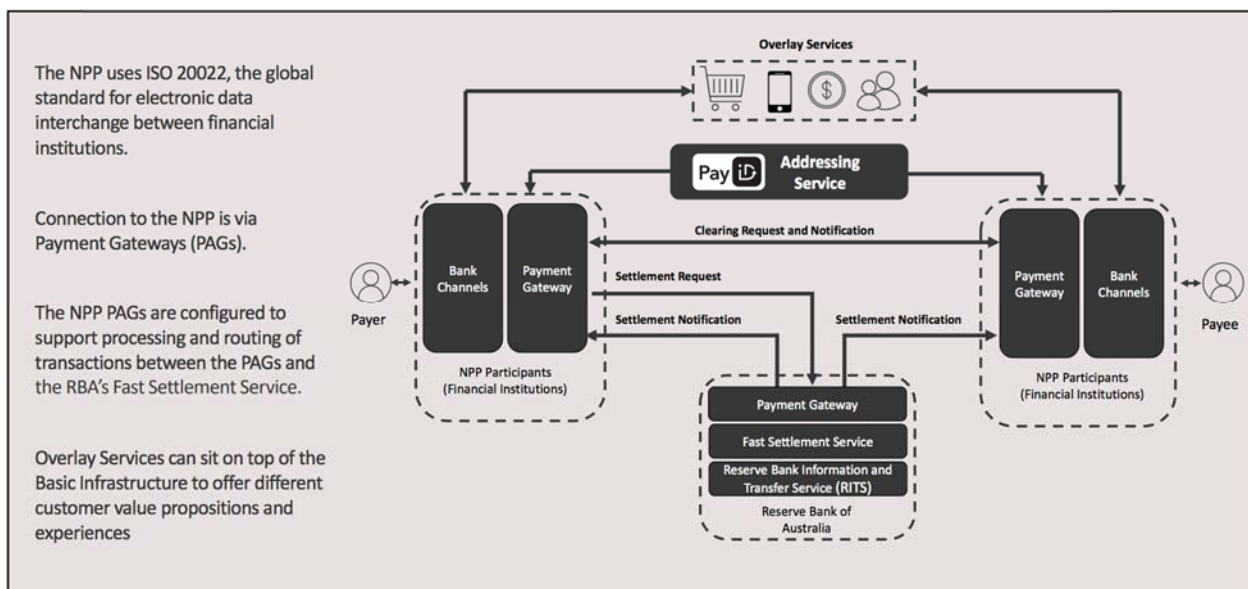 The NPP uses ISO 20022, the global
standard for electronic data
interchange between financial
institutions.
Connection to the NPP is via
Payment Gateways (PAGs).
The NPP PAGs are configured to
support processing and routing of
transactions between the PAGs and
the RBA's Fast Settlement Service.
Overlay Services can sit on top of the
Basic Infrastructure to offer different
customer value propositions and
experiences
Overlay Services
$
Pay iD
Addressing
Service
Clearing Request and Notification
Settlement Request
Settlement Notification
Settlement Notification
Payer
Bank
Channels
Payment
Gateway
NPP Participants
(Financial Institutions)
Payment
Gateway
Bank
Channels
NPP Participants
(Financial Institutions)
Payee
Payment Gateway
Fast Settlement Service
Reserve Bank Information and
Transfer Service (RITS)
Reserve Bank of
Australia